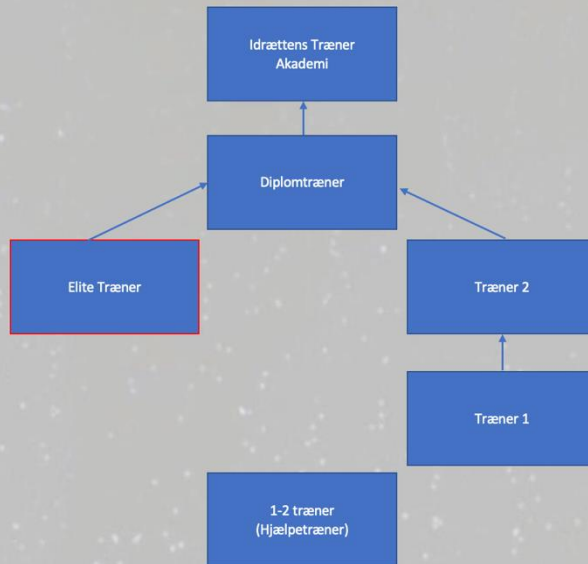 Idrættens Træner
Akademi
Diplomtræner
Elite Træner
Træner 2
Træner 1
1-2 træner
(Hjælpetræner)